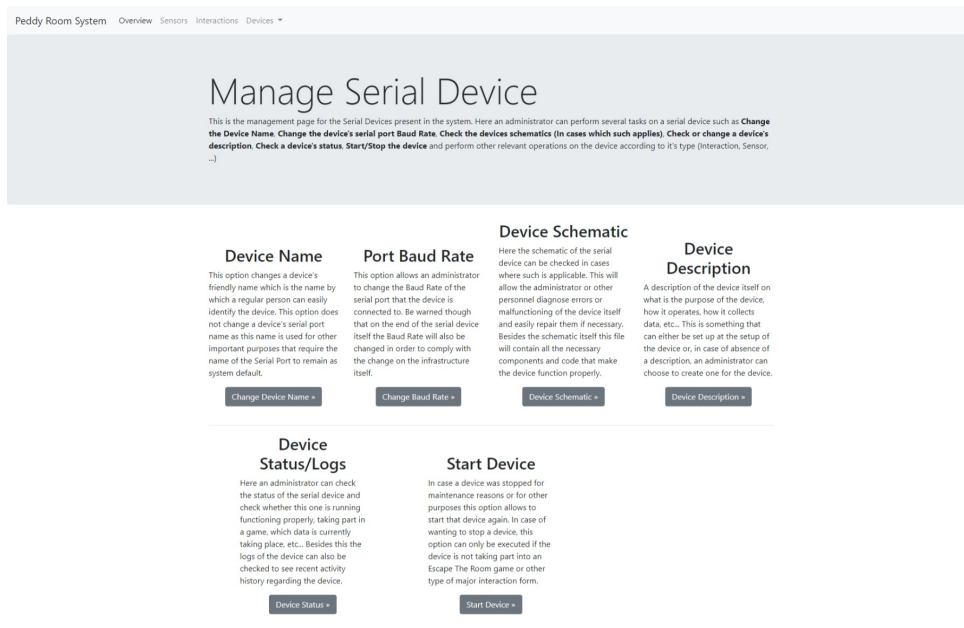 Peddy Room System Overview Sensors Interactions Devices
Manage Serial Device
This is the management page for the Serial Devices present in the system. Here an administrator can perform several tasks on a serial device such as Change
the Device Name, Change the device's serial port Baud Rate, Check the devices schematics (In cases which such applies), Check or change a device's
description, Check a device's status, Start/Stop the device and perform other relevant operations on the device according to it's type (Interaction, Sensor,
...)
Device Name
This option changes a device's
friendly name which is the name by
which a regular person can easily
identify the device. This option does
not change a device's serial port
name as this name is used for other
important purposes that require the
name of the Serial Port to remain as
system default.
Change Device Name »
Port Baud Rate
This option allows an administrator
to change the Baud Rate of the
serial port that the device is
connected to. Be warned though
that on the end of the serial device
itself the Baud Rate will also be
changed in order to comply with
the change on the infrastructure
itself.
Change Baud Rate »
Device Schematic
Here the schematic of the serial
device can be checked in cases
where such is applicable. This will
allow the administrator or other
personnel diagnose errors or
malfunctioning of the device itself
and easily repair them if necessary.
Besides the schematic itself this file
will contain all the necessary
components and code that make
the device function properly.
Device Schematic »
Device
Description
A description of the device itself on
what is the purpose of the device,
how it operates, how it collects
data, etc... This is something that
can either be set up at the setup of
the device or, in case of absence of
a description, an administrator can
choose to create one for the device.
Device Description »
Device
Status/Logs
Here an administrator can check
the status of the serial device and
check whether this one is running
functioning properly, taking part in
a game, which data is currently
taking place, etc... Besides this the
logs of the device can also be
checked to see recent activity
history regarding the device.
Device Status »
Start Device
In case a device was stopped for
maintenance reasons or for other
purposes this option allows to
start that device again. In case of
wanting to stop a device, this
option can only be executed if the
device is not taking part into an
Escape The Room game or other
type of major interaction form.
Start Device »